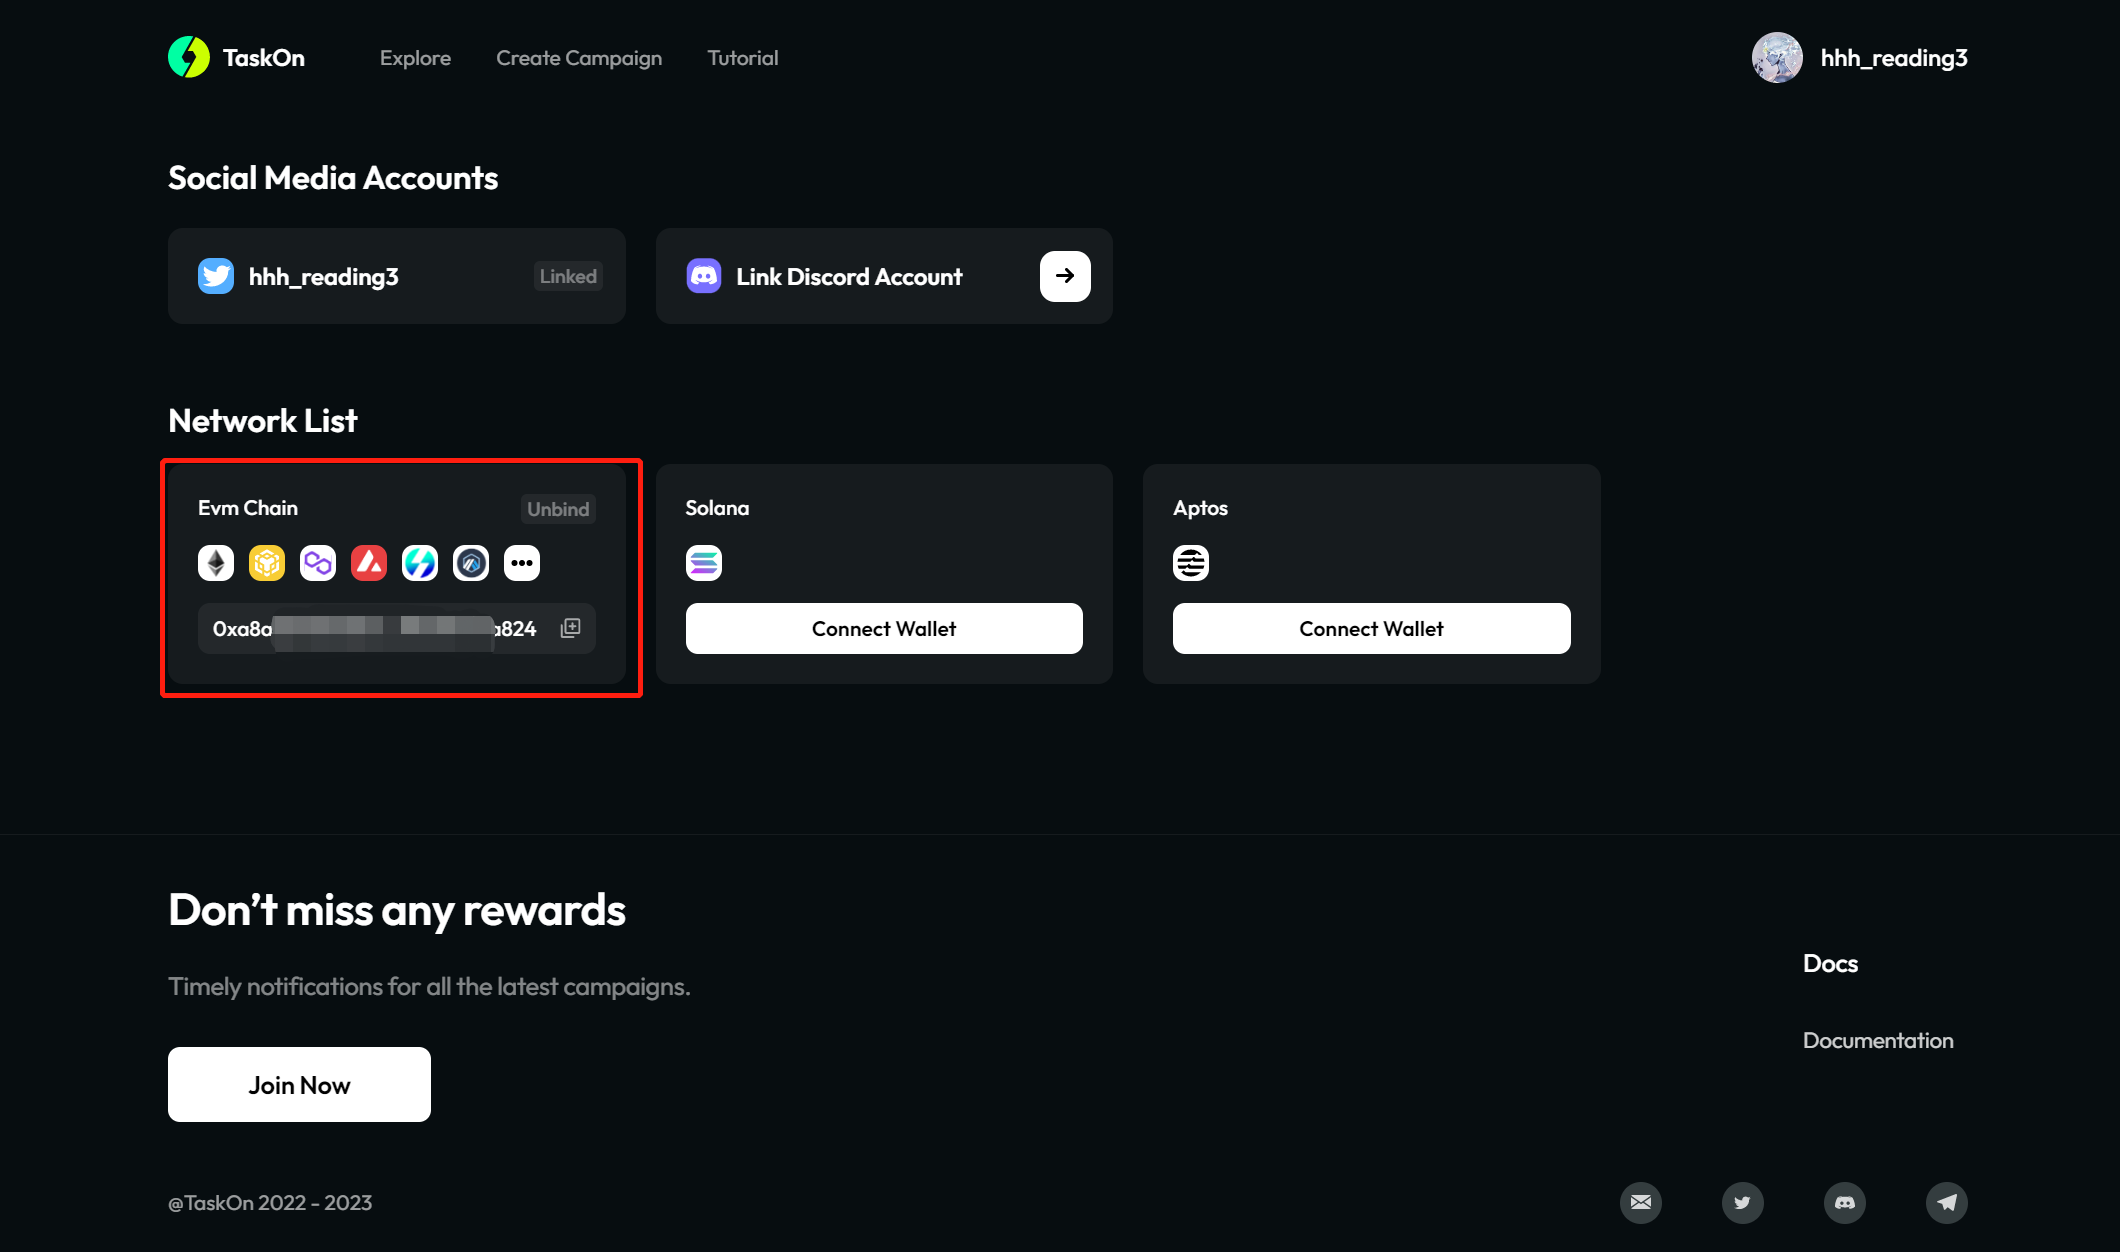 TaskOn
Explore
Create Campaign
Tutorial
hhh_reading3
Social Media Accounts
hhh_reading3
Linked
Link Discord Account
Network List
Evm Chain
Unbind
0xa8a
a824
Solana
Connect Wallet
Aptos
Connect Wallet
Don’t miss any rewards
Timely notifications for all the latest campaigns.
Join Now
Docs
Documentation
@TaskOn 2022 - 2023